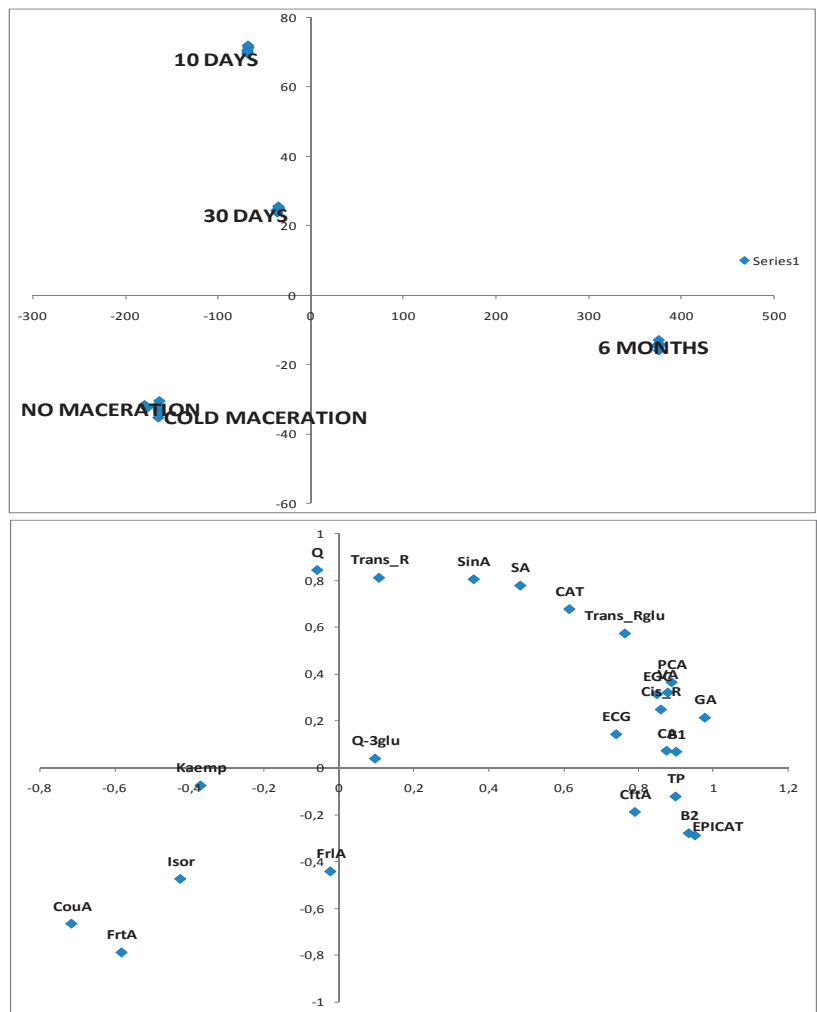 80
10 DAYS
60
40
30 DAYS
20
Series1
0
-300
-200
-100
0
100
200
300
400
500
6 MONTHS
-20
NO MACERATION
COLD MACERATION
-40
-60
1
Q
Trans_R
SinA
SA
0,8
CAT
Trans_Rglu
0,6
0,4
PCA
EGC
VA
Cis_R
GA
0,2
ECG
CA
B1
Q-3glu
0
-0,8
-0,6
-0,4
-0,2
0
0,2
0,4
0,6
0,8
1
1,2
Kaemp
TP
CftA
-0,2
B2
EPICAT
FrlA
-0,4
Isor
-0,6
CouA
FrtA
-0,8
-1